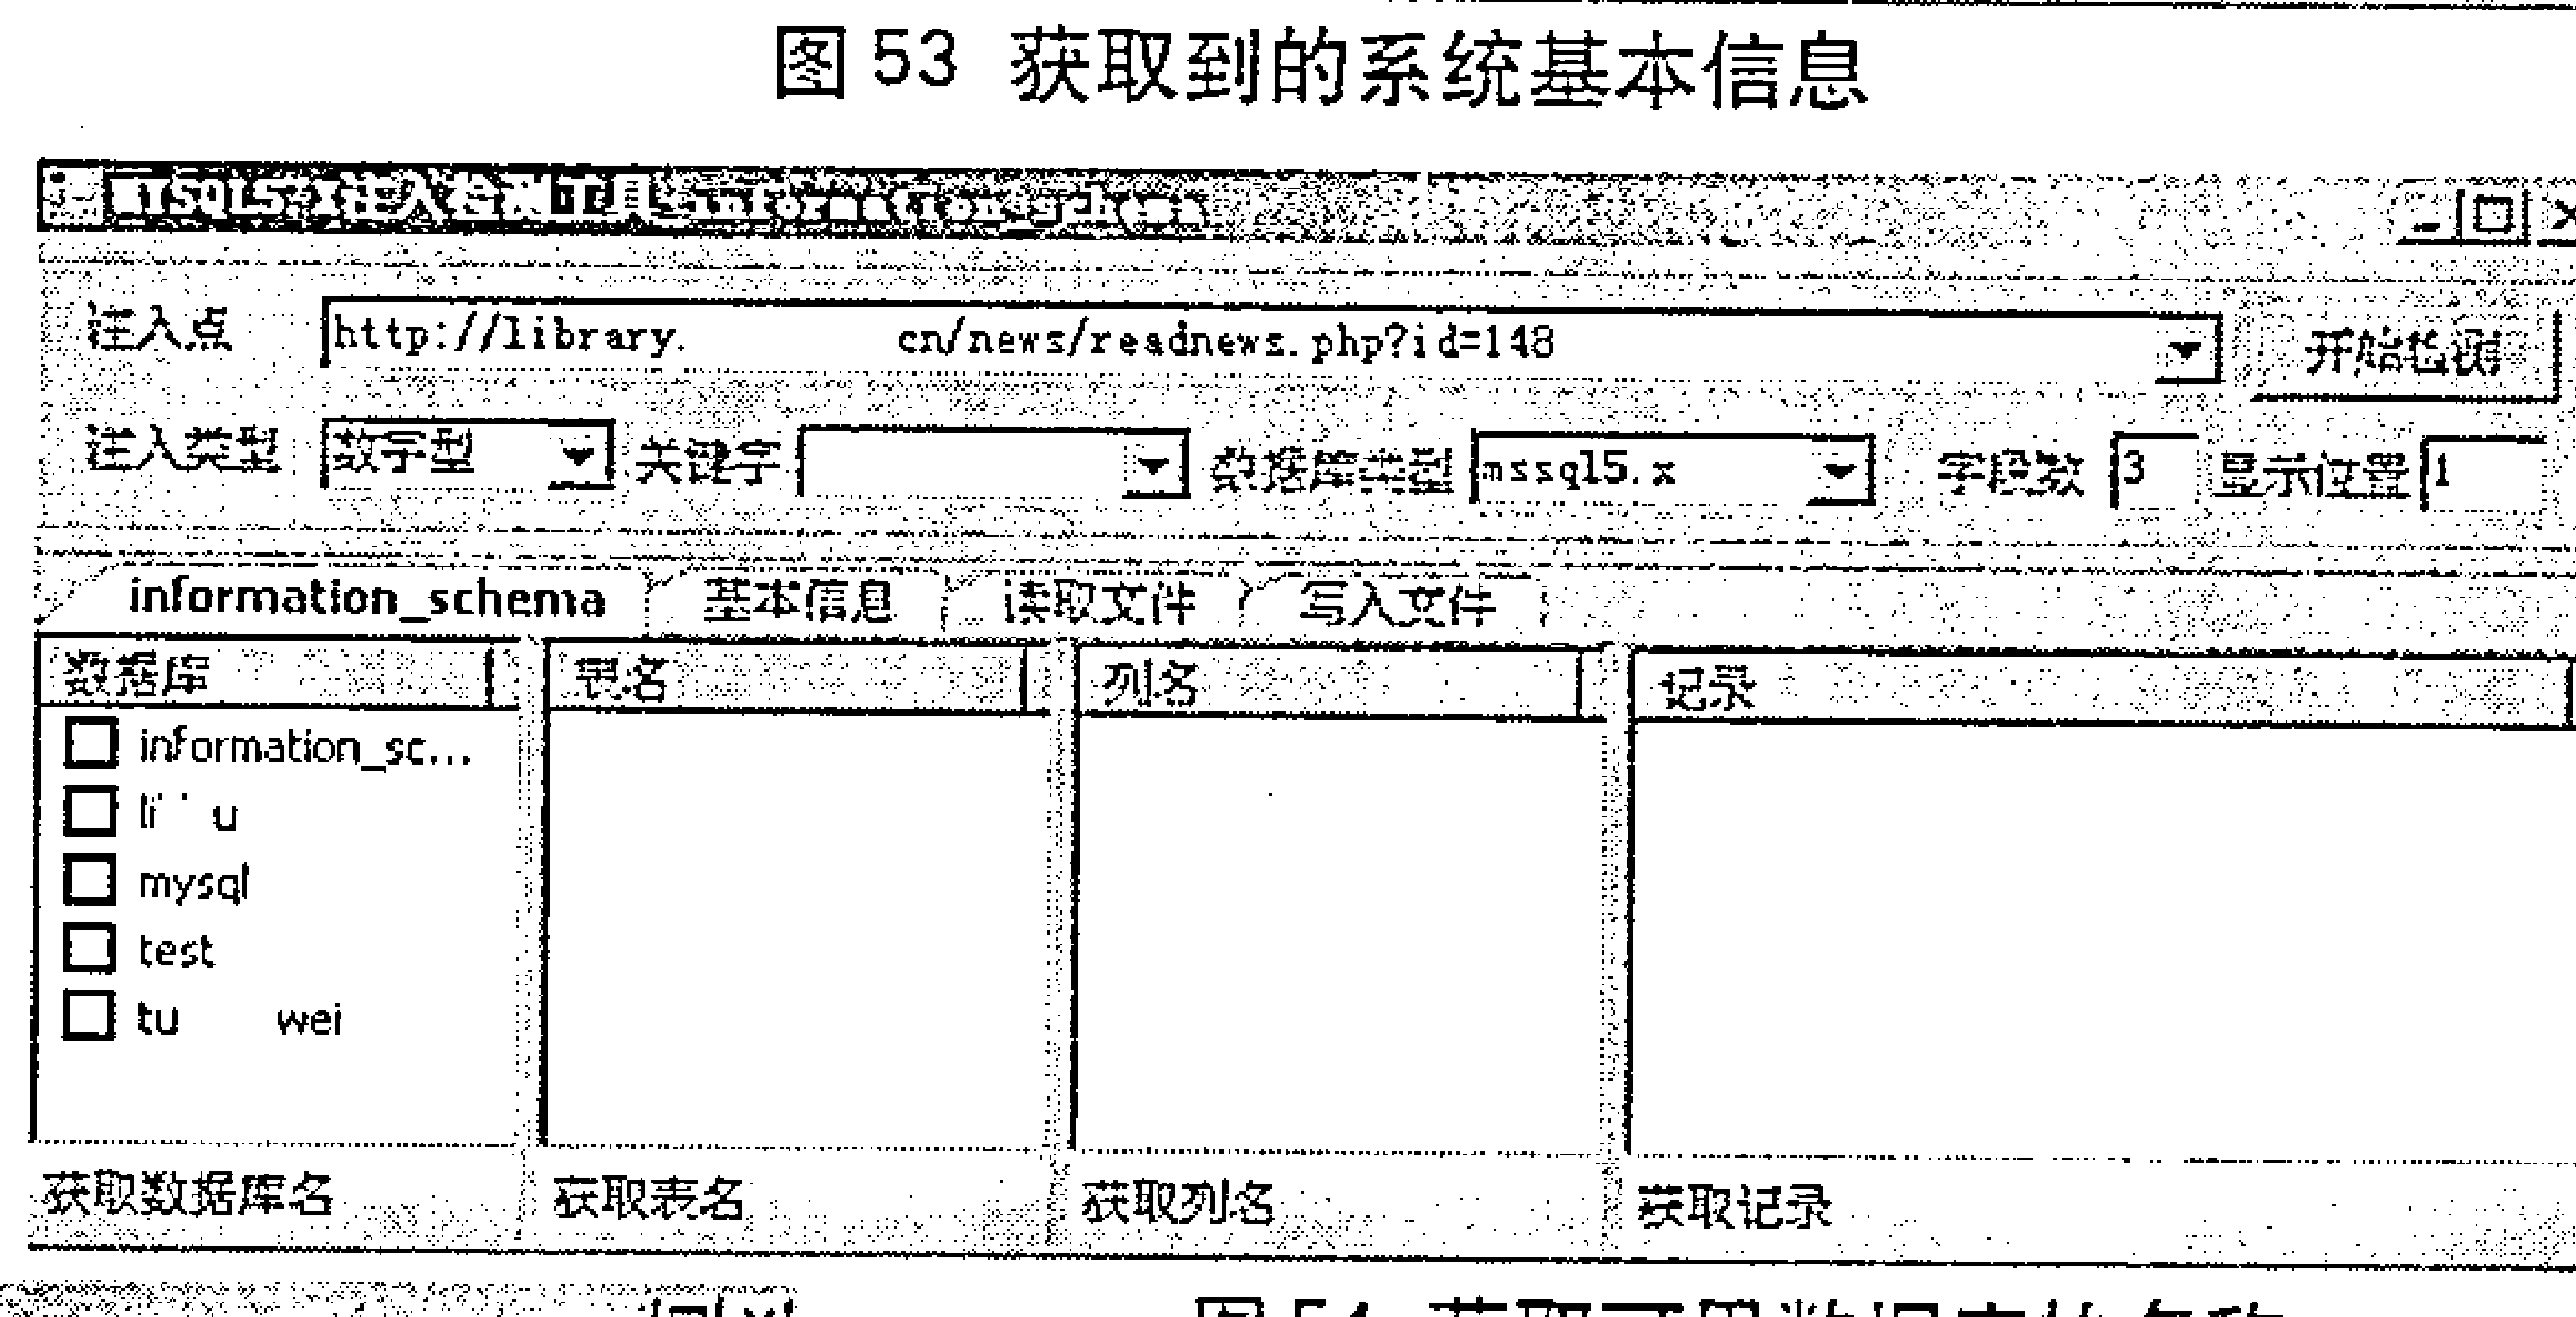 图 53 获取到的系统基本信息
注入点 http://library. cn/news/readnews.php?id=148 开始检测
注入类型 数字型 关键字 数据库类型 mssql5.x 字段数 3 显示位置 1
information_schema 基本信息 读取文件 写入文件
数据库 表名 列名 记录
information_sc...
li u
mysql
test
tu wei
获取数据库名 获取表名 获取列名 获取记录